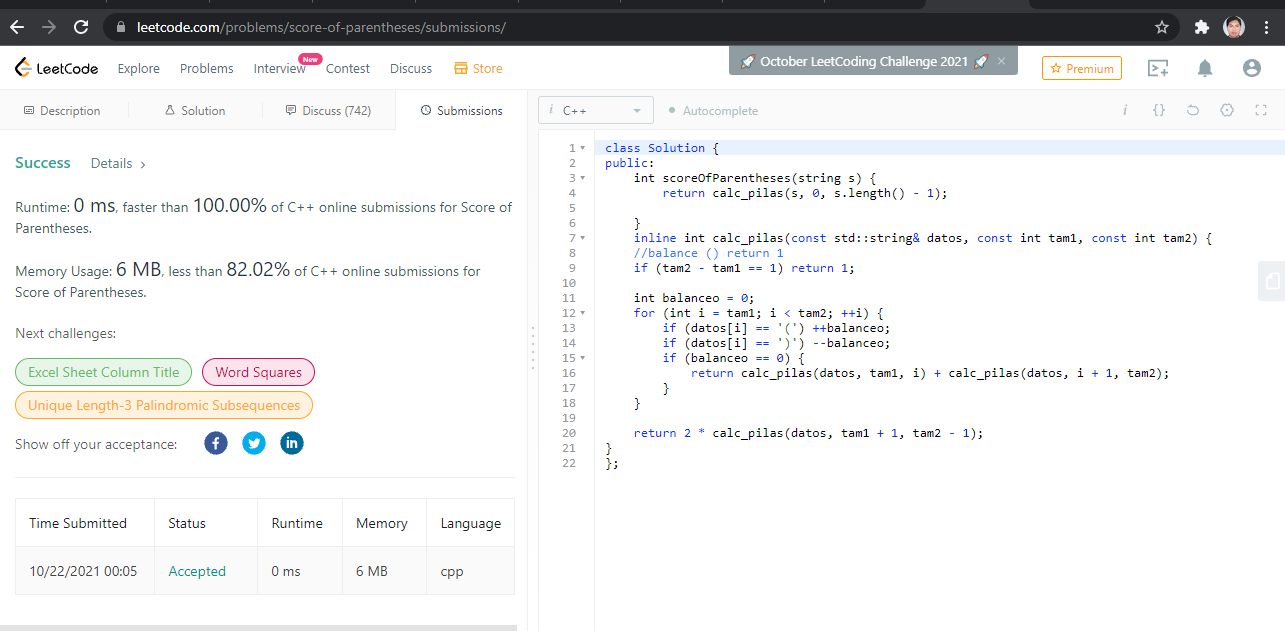 leetcode.com/problems/score-of-parentheses/submissions/
LeetCode Explore Problems Interview New Contest Discuss Store
🚀 October LeetCoding Challenge 2021 🚀 ×
Premium
Description Solution Discuss (742) Submissions
i C++ Autocomplete
Success Details >
Runtime: 0 ms, faster than 100.00% of C++ online submissions for Score of
Parentheses.
Memory Usage: 6 MB, less than 82.02% of C++ online submissions for
Score of Parentheses.
Next challenges:
Excel Sheet Column Title Word Squares
Unique Length-3 Palindromic Subsequences
Show off your acceptance:
Time Submitted Status Runtime Memory Language
10/22/2021 00:05 Accepted 0 ms 6 MB cpp
1 class Solution {
2 public:
3 int scoreOfParentheses(string s) {
4 return calc_pilas(s, 0, s.length() - 1);
5
6 }
7 inline int calc_pilas(const std::string& datos, const int tam1, const int tam2) {
8 //balance () return 1
9 if (tam2 - tam1 == 1) return 1;
10
11 int balanceo = 0;
12 for (int i = tam1; i < tam2; ++i) {
13 if (datos[i] == '(') ++balanceo;
14 if (datos[i] == ')') --balanceo;
15 if (balanceo == 0) {
16 return calc_pilas(datos, tam1, i) + calc_pilas(datos, i + 1, tam2);
17 }
18 }
19
20 return 2 * calc_pilas(datos, tam1 + 1, tam2 - 1);
21 }
22 };